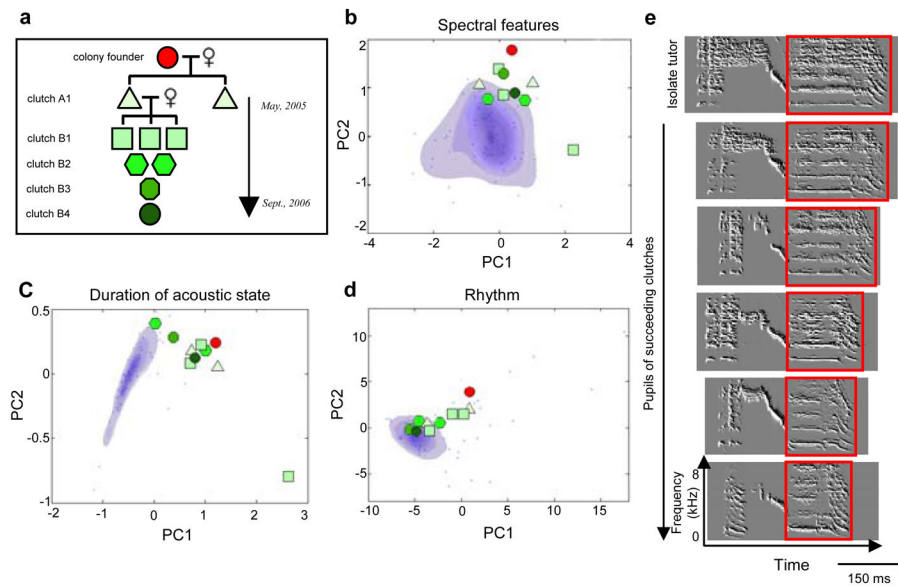 a
colony founder
♀
clutch A1
♀
May, 2005
clutch B1
clutch B2
clutch B3
Sept., 2006
clutch B4
b
Spectral features
2
1
0
-1
2
PC2
-4
-2
0
2
4
PC1
C
Duration of acoustic state
0.5
0
-0.5
-1
PC2
-2
-1
0
1
2
3
PC1
d
Rhythm
10
5
0
-5
PC2
-10
-5
0
5
10
15
PC1
e
Isolate tutor
Pupils of succeeding clutches
Frequency
(kHz)
8
0
Time
150 ms